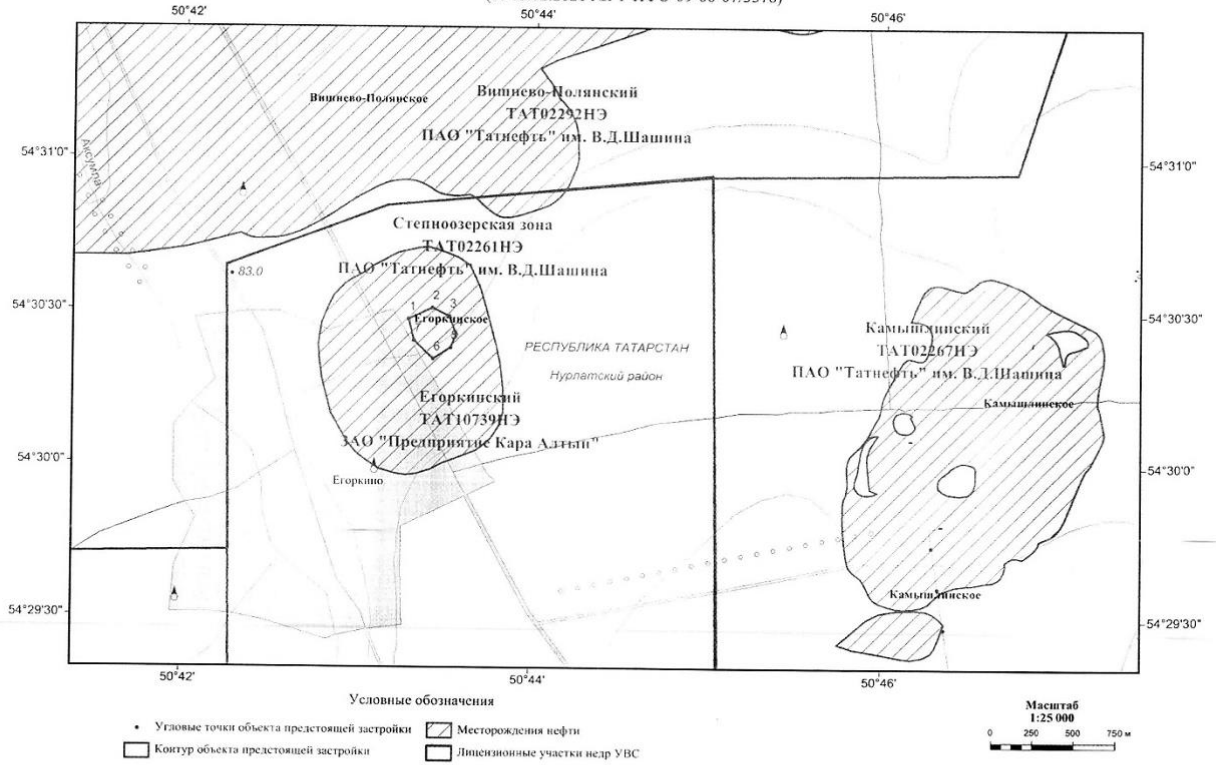 50°42'
50°44'
50°46'
Вишнево-Полянское
Вишнево-Полянский
ТАТ02292НЭ
ПАО "Татнефть" им. В.Д.Шашина
54°31'0"
54°31'0"
Аксумла
Степноозерская зона
ТАТ02261НЭ
ПАО "Татнефть" им. В.Д.Шашина
83.0
54°30'30"
54°30'30"
1
2
3
Егоркинское
6
РЕСПУБЛИКА ТАТАРСТАН
Нурлатский район
Камышлинский
ТАТ02267НЭ
ПАО "Татнефть" им. В.Д.Шашина
Камышлинское
Егоркинский
ТАТ10739НЭ
ЗАО "Предприятие Кара Алтын"
54°30'0"
54°30'0"
Егоркино
Камышлинское
54°29'30"
54°29'30"
50°42'
50°44'
50°46'
Условные обозначения
Угловые точки объекта предстоящей застройки
Месторождения нефти
Контур объекта предстоящей застройки
Лицензионные участки недр УВС
Масштаб
1:25 000
0 250 500 750 м